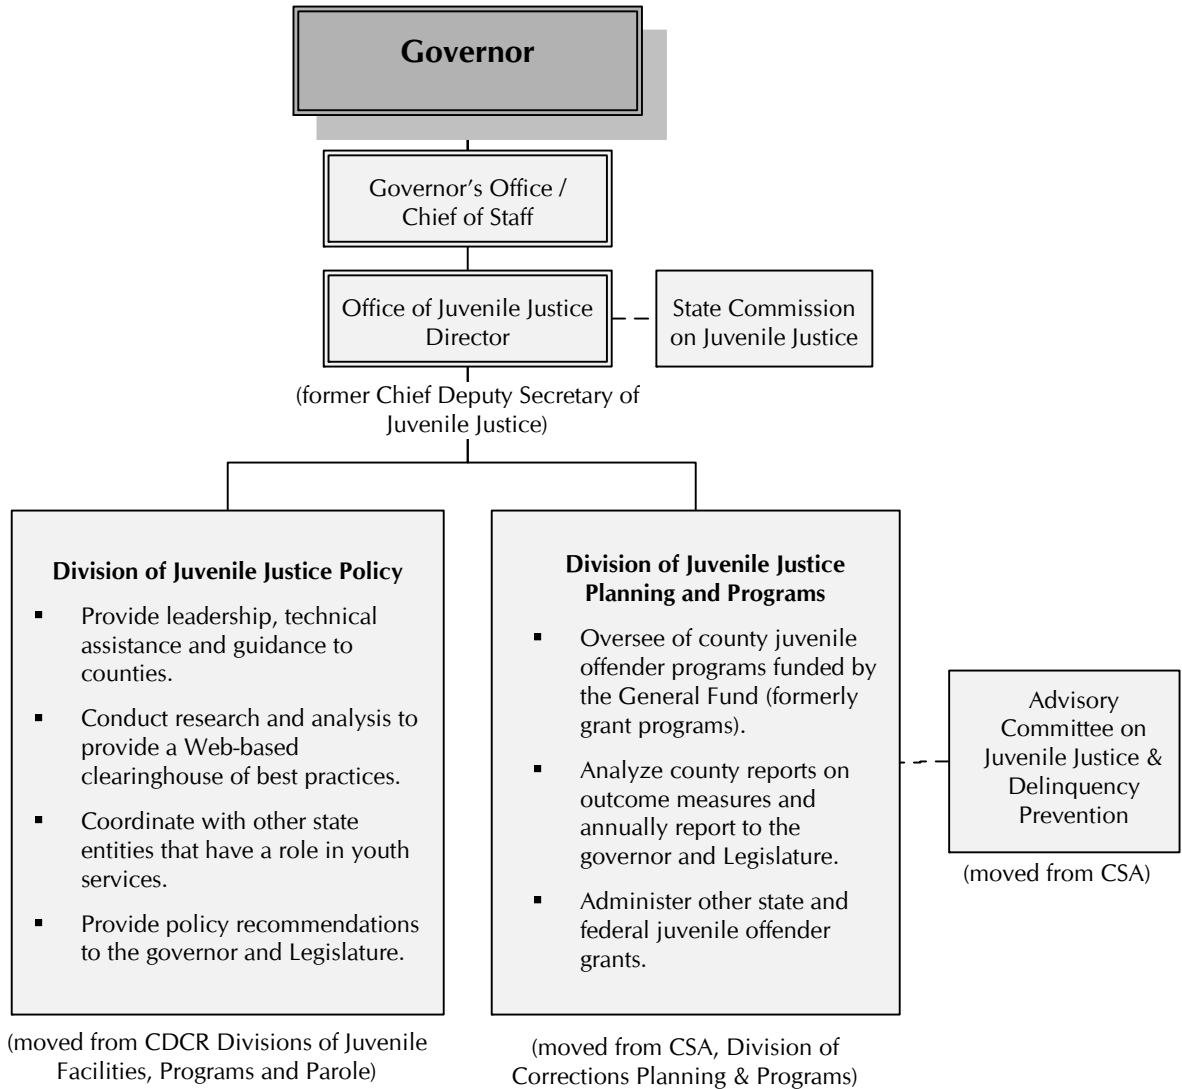 Governor
Governor’s Office /
Chief of Staff
Office of Juvenile Justice
Director
State Commission
on Juvenile Justice
(former Chief Deputy Secretary of
Juvenile Justice)
Division of Juvenile Justice Policy
▪ Provide leadership, technical
assistance and guidance to
counties.
▪ Conduct research and analysis to
provide a Web-based
clearinghouse of best practices.
▪ Coordinate with other state
entities that have a role in youth
services.
▪ Provide policy recommendations
to the governor and Legislature.
(moved from CDCR Divisions of Juvenile
Facilities, Programs and Parole)
Division of Juvenile Justice
Planning and Programs
▪ Oversee of county juvenile
offender programs funded by
the General Fund (formerly
grant programs).
▪ Analyze county reports on
outcome measures and
annually report to the
governor and Legislature.
▪ Administer other state and
federal juvenile offender
grants.
(moved from CSA, Division of
Corrections Planning & Programs)
Advisory
Committee on
Juvenile Justice &
Delinquency
Prevention
(moved from CSA)